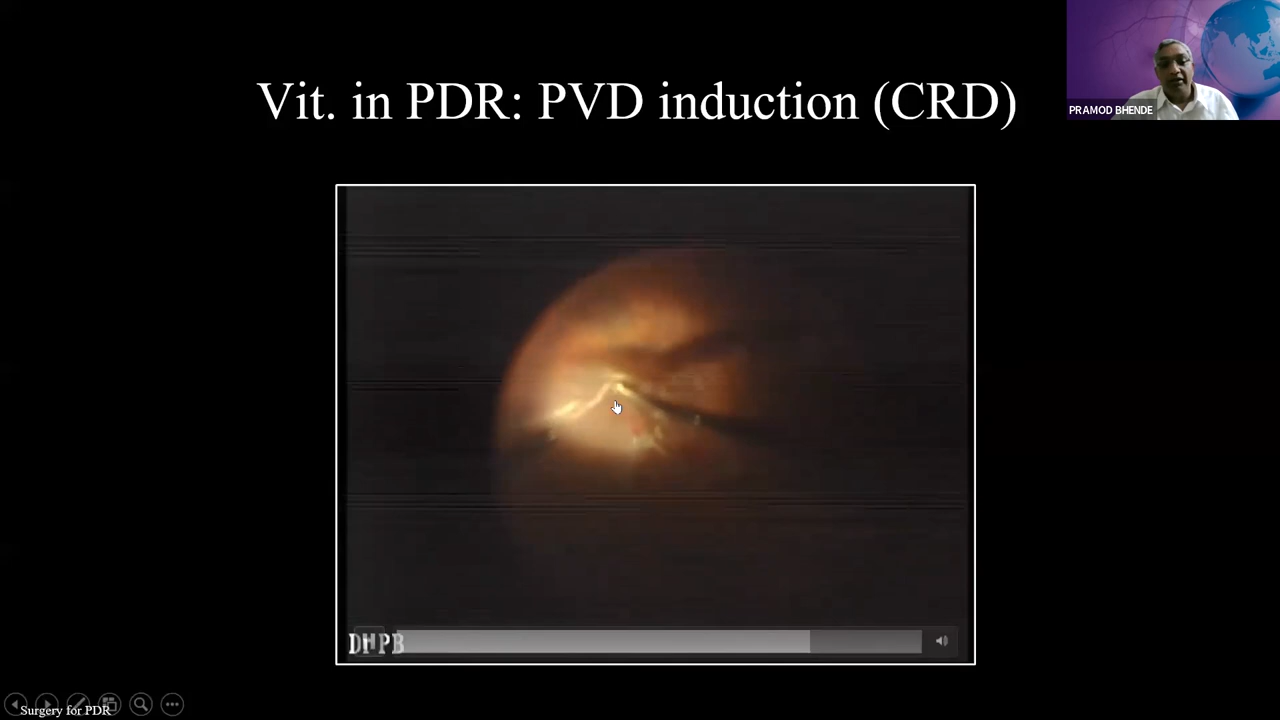 Vit. in PDR: PVD induction (CRD)
PRAMOD BHENDE
DHPB
Surgery for PDR